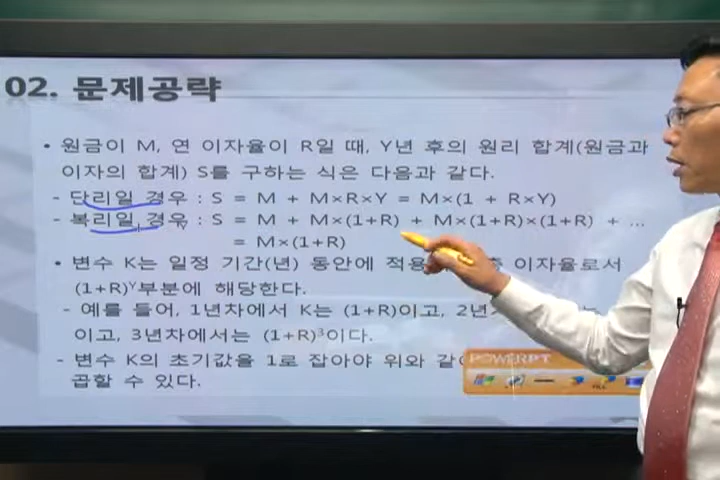 02. 문제공략
• 원금이 M, 연 이자율이 R일 때, Y년 후의 원리 합계(원금과
이자의 합계) S를 구하는 식은 다음과 같다.
- 단리일 경우 : S = M + M×R×Y = M×(1 + R×Y)
- 복리일 경우 : S = M + M×(1+R) + M×(1+R)×(1+R) + ...
= M×(1+R)
• 변수 K는 일정 기간(년) 동안에 적용 이자율로서
(1+R)ʸ부분에 해당한다.
- 예를 들어, 1년차에서 K는 (1+R)이고, 2년
이고, 3년차에서는 (1+R)³이다.
- 변수 K의 초기값을 1로 잡아야 위와 같
곱할 수 있다.
POWERPT